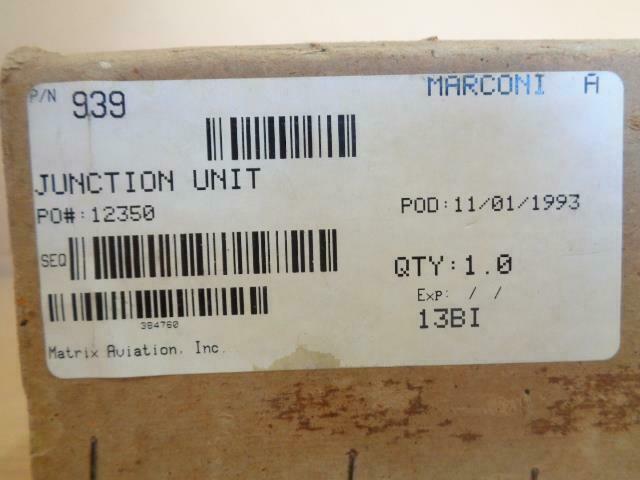 P/N 939
MARCONI A
JUNCTION UNIT
PO#:12350
POD:11/01/1993
SEQ
QTY:1.0
Exp: / /
384760
13BI
Matrix Aviation, Inc.